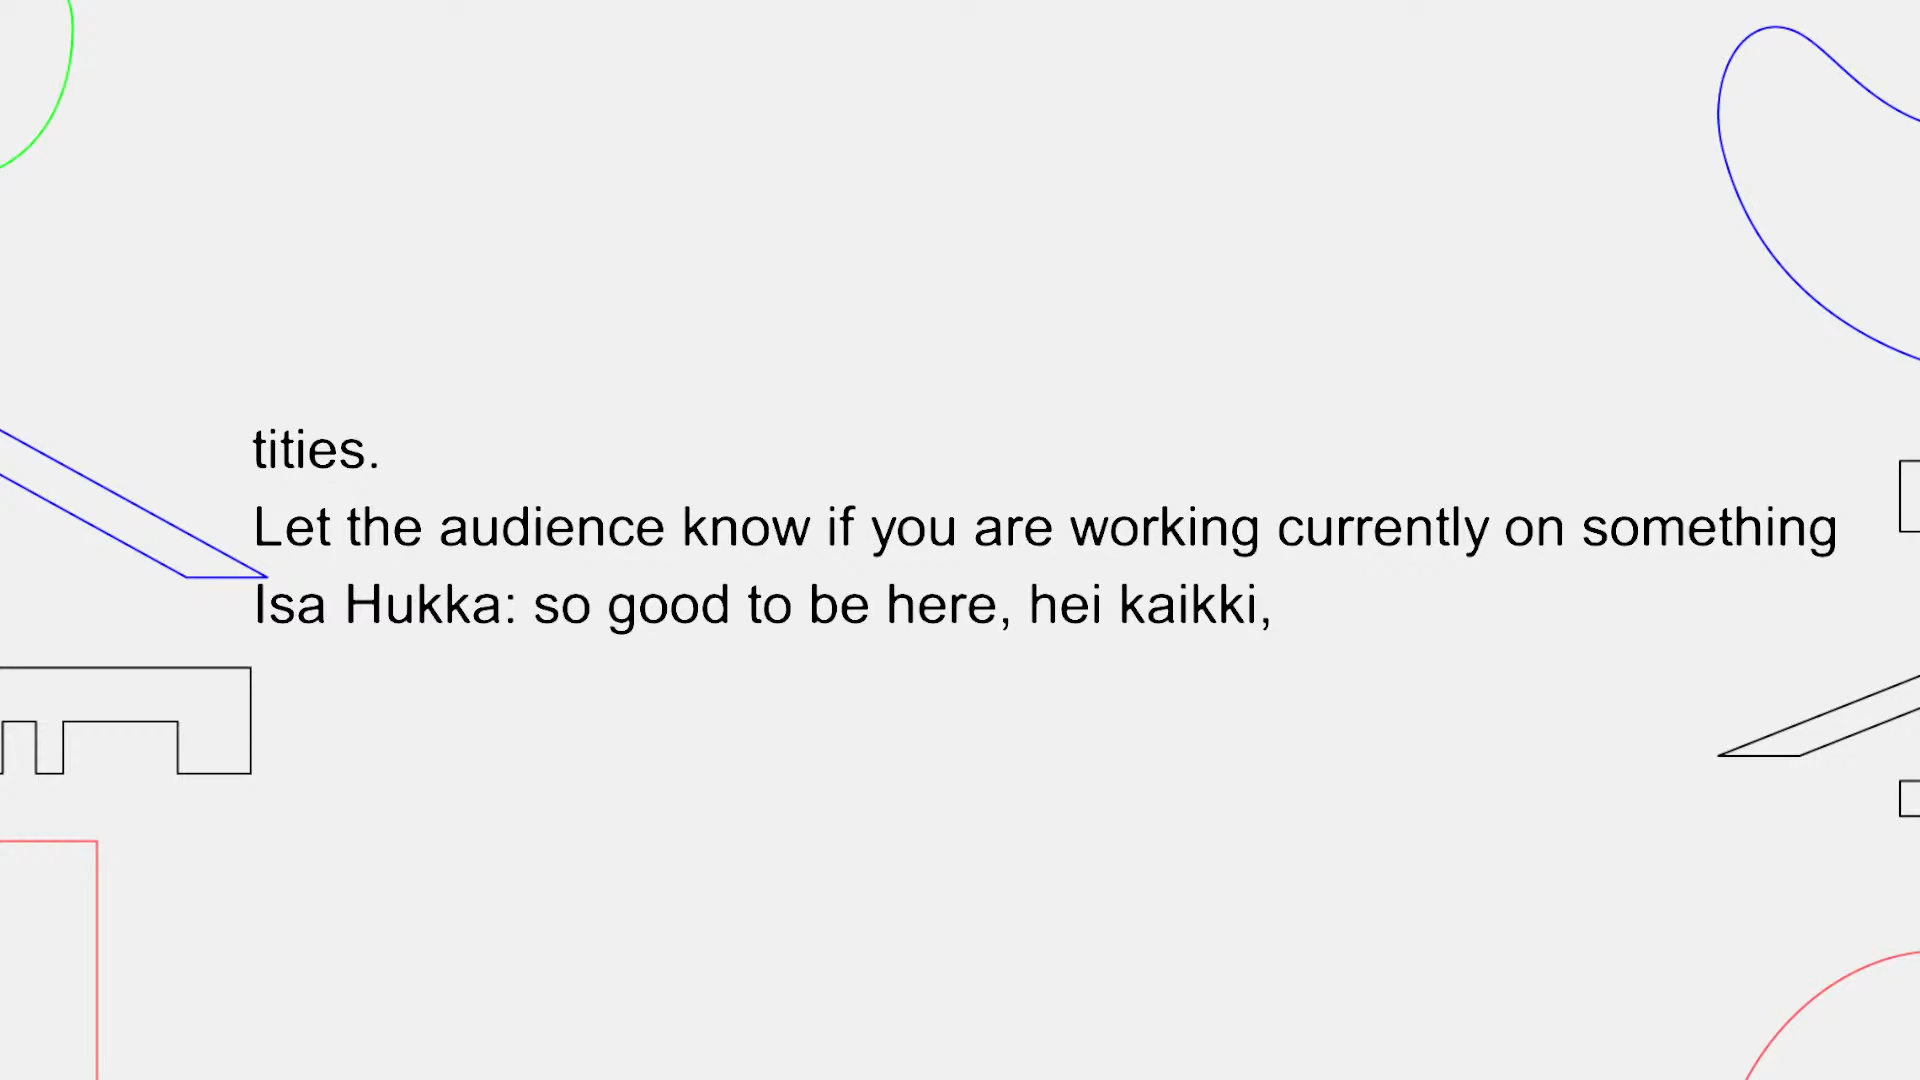 tities.
Let the audience know if you are working currently on something
Isa Hukka: so good to be here, hei kaikki,